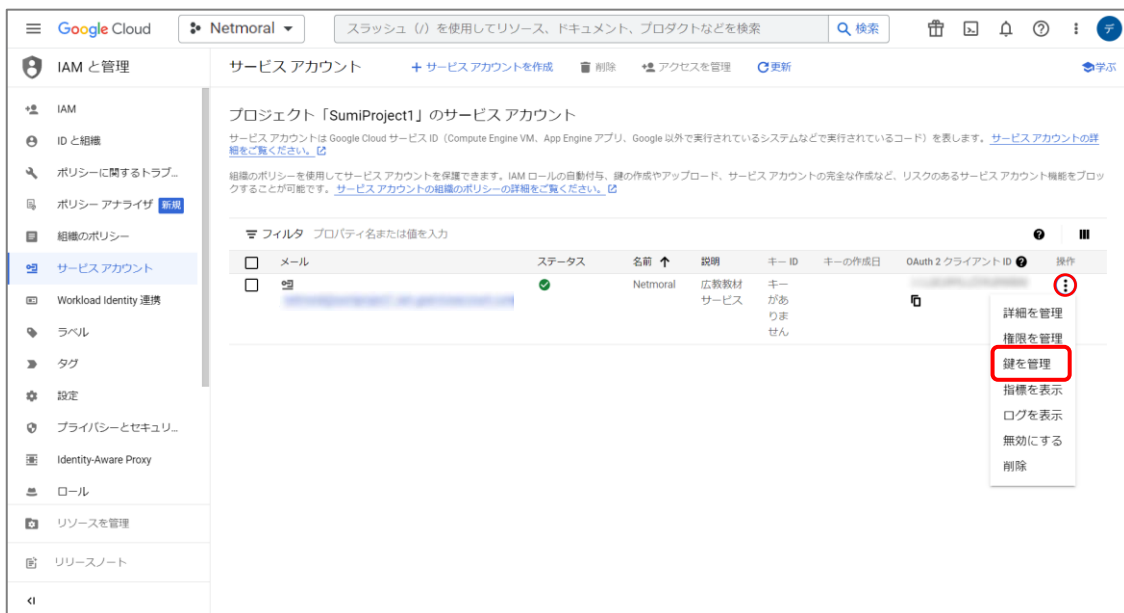 Google Cloud
Netmoral
スラッシュ（/）を使用してリソース、ドキュメント、プロダクトなどを検索
検索
デ
IAM と管理
サービス アカウント
+ サービス アカウントを作成
削除
アクセスを管理
更新
学ぶ
IAM
ID と組織
ポリシーに関するトラブ...
ポリシー アナライザ 新規
組織のポリシー
サービス アカウント
Workload Identity 連携
ラベル
タグ
設定
プライバシーとセキュリ...
Identity-Aware Proxy
ロール
リソースを管理
リリースノート
プロジェクト「SumiProject1」のサービス アカウント
サービス アカウントは Google Cloud サービス ID（Compute Engine VM、App Engine アプリ、Google 以外で実行されているシステムなどで実行されているコード）を表します。 サービス アカウントの詳
細をご覧ください。
組織のポリシーを使用してサービス アカウントを保護できます。IAM ロールの自動付与、鍵の作成やアップロード、サービス アカウントの完全な作成など、リスクのあるサービス アカウント機能をブロッ
クすることが可能です。 サービス アカウントの組織のポリシーの詳細をご覧ください。
フィルタ プロパティ名または値を入力
メール ステータス 名前 説明 キー ID キーの作成日 OAuth 2 クライアント ID 操作
Netmoral
広教教材
サービス
キー
があ
りま
せん
詳細を管理
権限を管理
鍵を管理
指標を表示
ログを表示
無効にする
削除